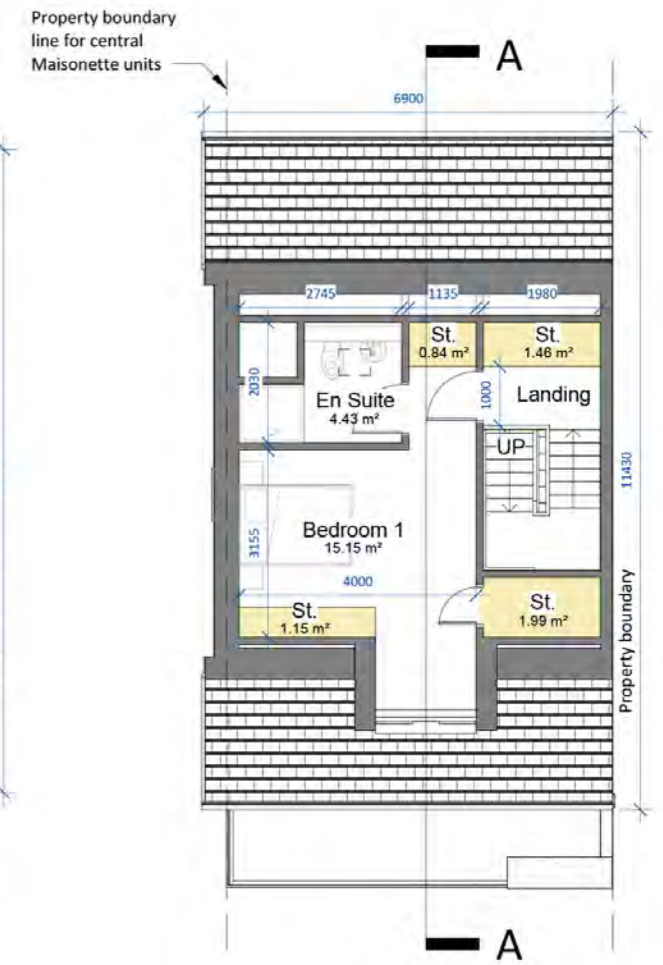 Property boundary
line for central
Maisonette units
A
6900
2745
1135
1980
St.
0.84 m²
St.
1.46 m²
2030
En Suite
4.43 m²
1000
Landing
UP
11430
Bedroom 1
15.15 m²
3155
4000
St.
1.15 m²
St.
1.99 m²
Property boundary
A